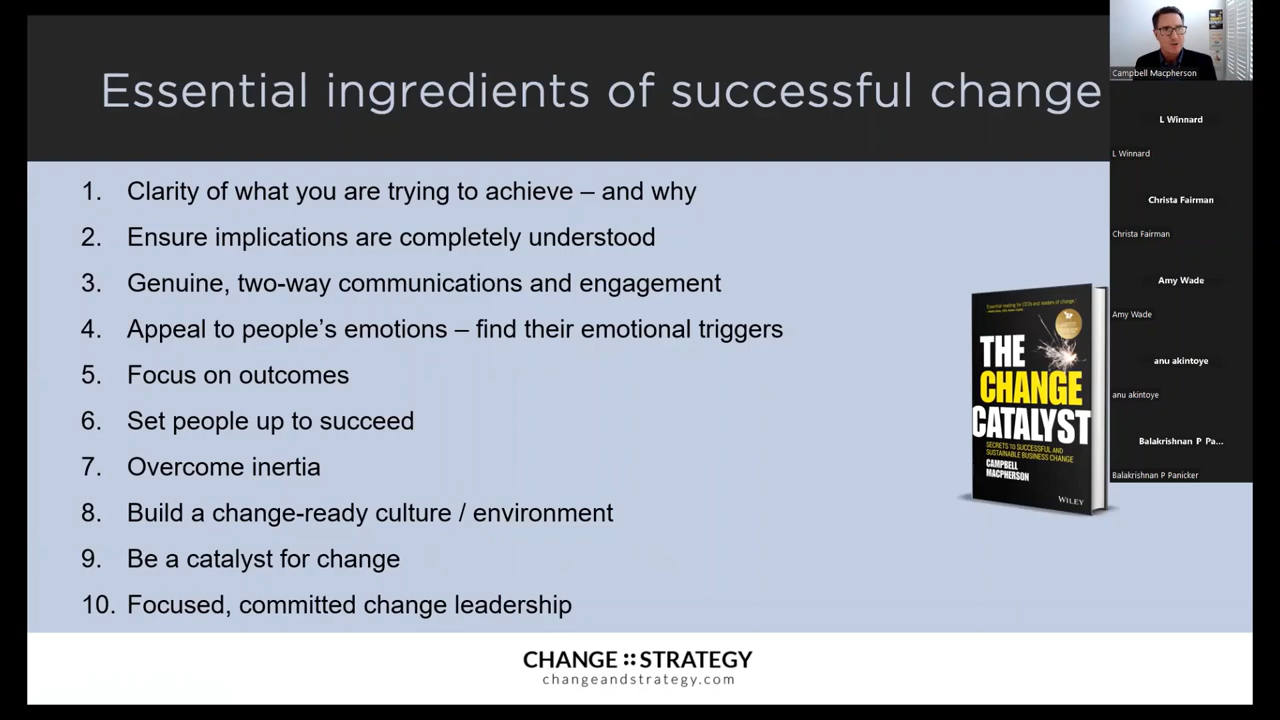 Essential ingredients of successful change
1. Clarity of what you are trying to achieve – and why
2. Ensure implications are completely understood
3. Genuine, two-way communications and engagement
4. Appeal to people’s emotions – find their emotional triggers
5. Focus on outcomes
6. Set people up to succeed
7. Overcome inertia
8. Build a change-ready culture / environment
9. Be a catalyst for change
10. Focused, committed change leadership
THE
CHANGE
CATALYST
SECRETS TO SUCCESSFUL AND
SUSTAINABLE BUSINESS CHANGE
CAMPBELL
MACPHERSON
WILEY
CHANGE :: STRATEGY
changeandstrategy.com
Campbell Macpherson
L Winnard
L Winnard
Christa Fairman
Christa Fairman
Amy Wade
Amy Wade
anu akintoye
anu akintoye
Balakrishnan P Pa...
Balakrishnan P Panicker